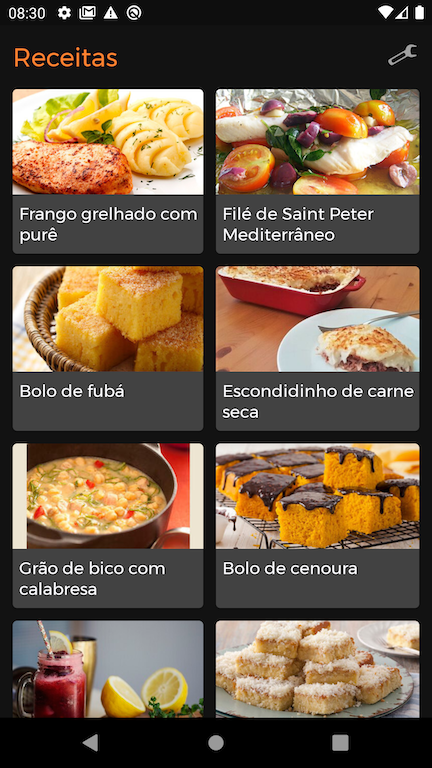 08:30
Receitas
Frango grelhado com
purê
Filé de Saint Peter
Mediterrâneo
Bolo de fubá
Escondidinho de carne
seca
Grão de bico com
calabresa
Bolo de cenoura